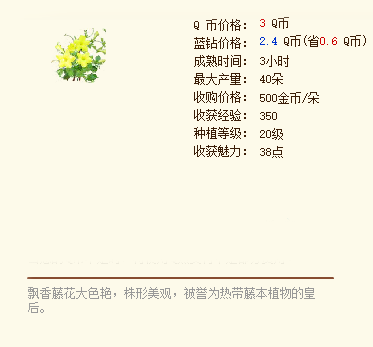 Q 币价格： 3 Q币
蓝钻价格： 2.4 Q币(省0.6 Q币)
成熟时间： 3小时
最大产量： 40朵
收购价格： 500金币/朵
收获经验： 350
种植等级： 20级
收获魅力： 38点
飘香藤花大色艳，株形美观，被誉为热带藤本植物的皇
后。